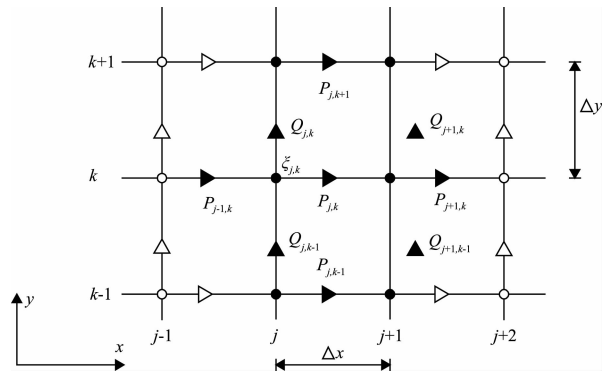 k+1
P_{j,k+1}
Δy
Q_{j,k}
Q_{j+1,k}
ξ_{j,k}
k
P_{j-1,k}
P_{j,k}
P_{j+1,k}
Q_{j,k-1}
Q_{j+1,k-1}
P_{j,k-1}
k-1
y
x
j-1
j
j+1
j+2
Δx